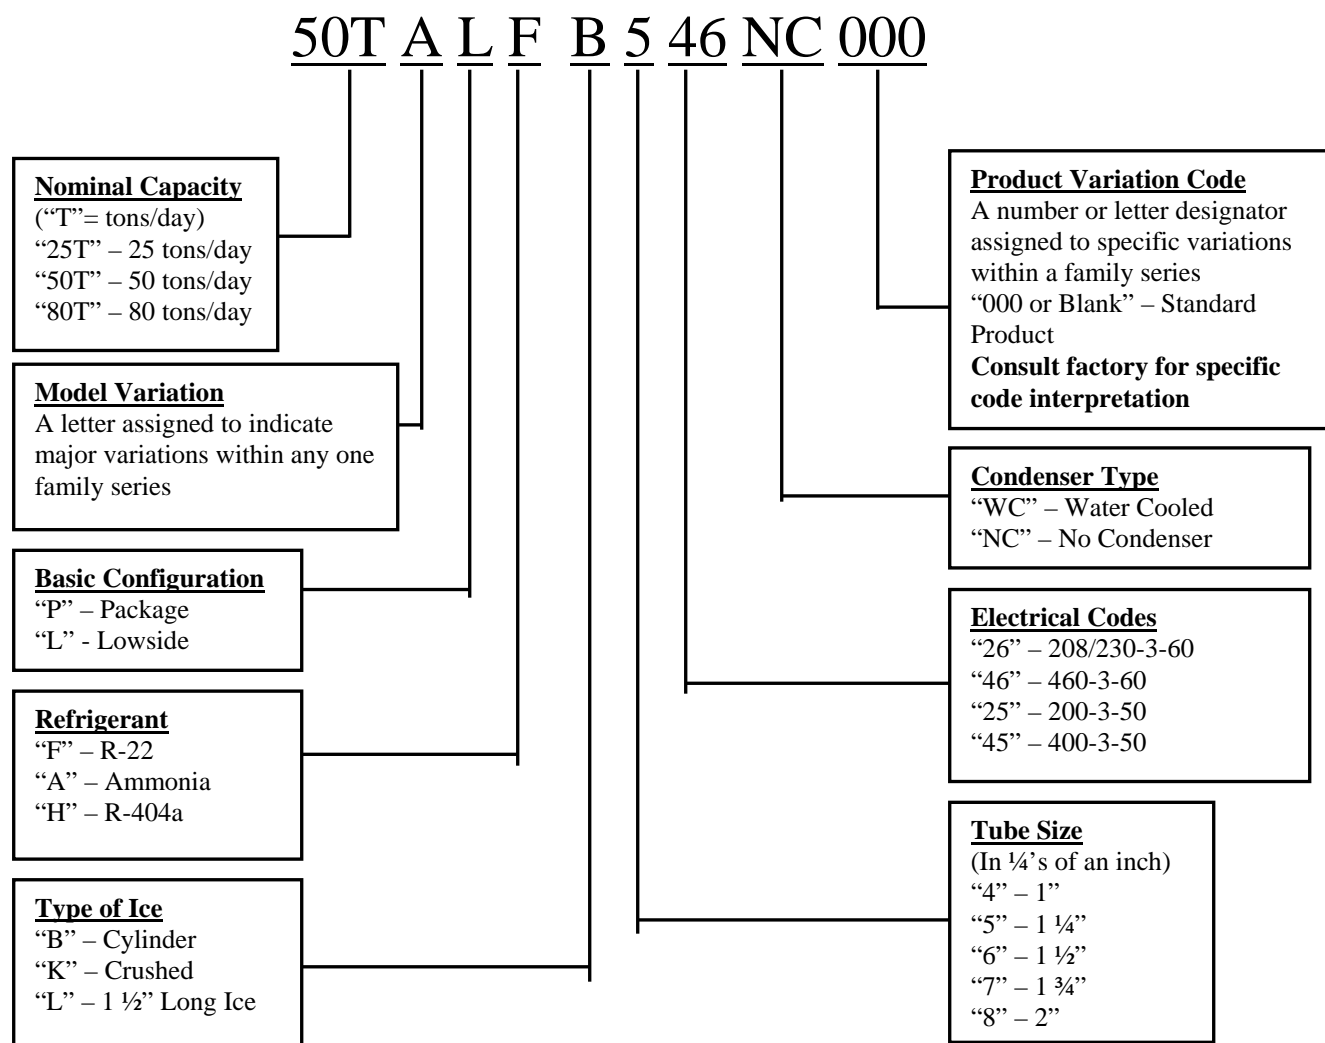 50T A L F B 5 46 NC 000
Nominal Capacity
(“T”= tons/day)
“25T” – 25 tons/day
“50T” – 50 tons/day
“80T” – 80 tons/day
Model Variation
A letter assigned to indicate
major variations within any one
family series
Basic Configuration
“P” – Package
“L” - Lowside
Refrigerant
“F” – R-22
“A” – Ammonia
“H” – R-404a
Type of Ice
“B” – Cylinder
“K” – Crushed
“L” – 1 ½” Long Ice
Product Variation Code
A number or letter designator
assigned to specific variations
within a family series
“000 or Blank” – Standard
Product
Consult factory for specific
code interpretation
Condenser Type
“WC” – Water Cooled
“NC” – No Condenser
Electrical Codes
“26” – 208/230-3-60
“46” – 460-3-60
“25” – 200-3-50
“45” – 400-3-50
Tube Size
(In ¼’s of an inch)
“4” – 1”
“5” – 1 ¼”
“6” – 1 ½”
“7” – 1 ¾”
“8” – 2”